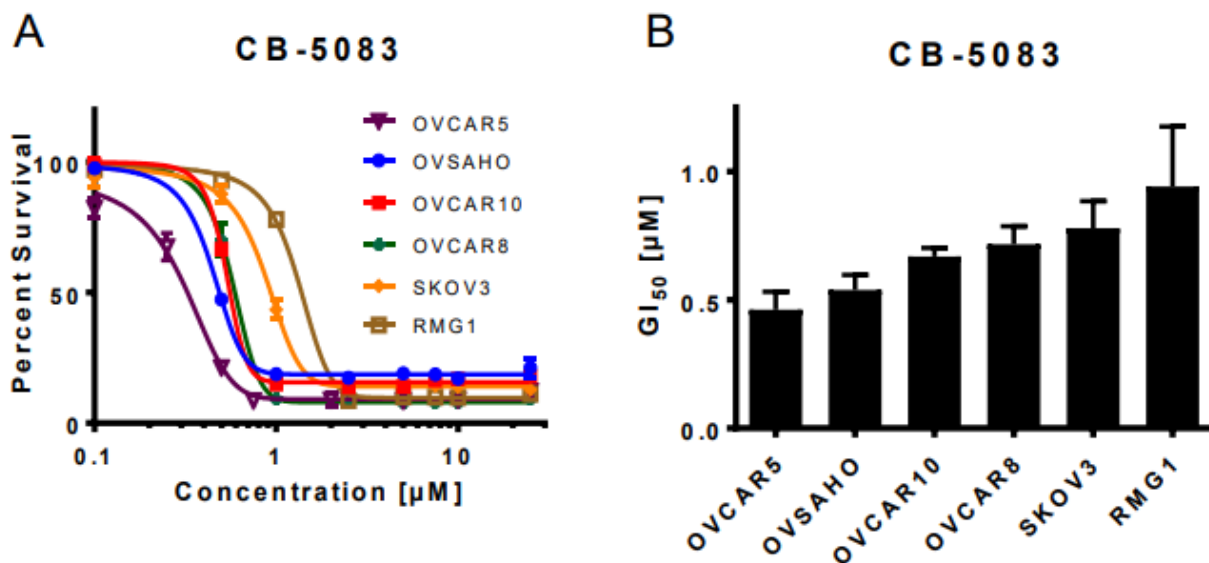 A
CB-5083
Percent Survival
100
50
0
0.1
1
10
Concentration [µM]
OVCAR5
OVSAHO
OVCAR10
OVCAR8
SKOV3
RMG1
B
CB-5083
GI50 [µM]
1.0
0.5
0.0
OVCAR5
OVSAHO
OVCAR10
OVCAR8
SKOV3
RMG1